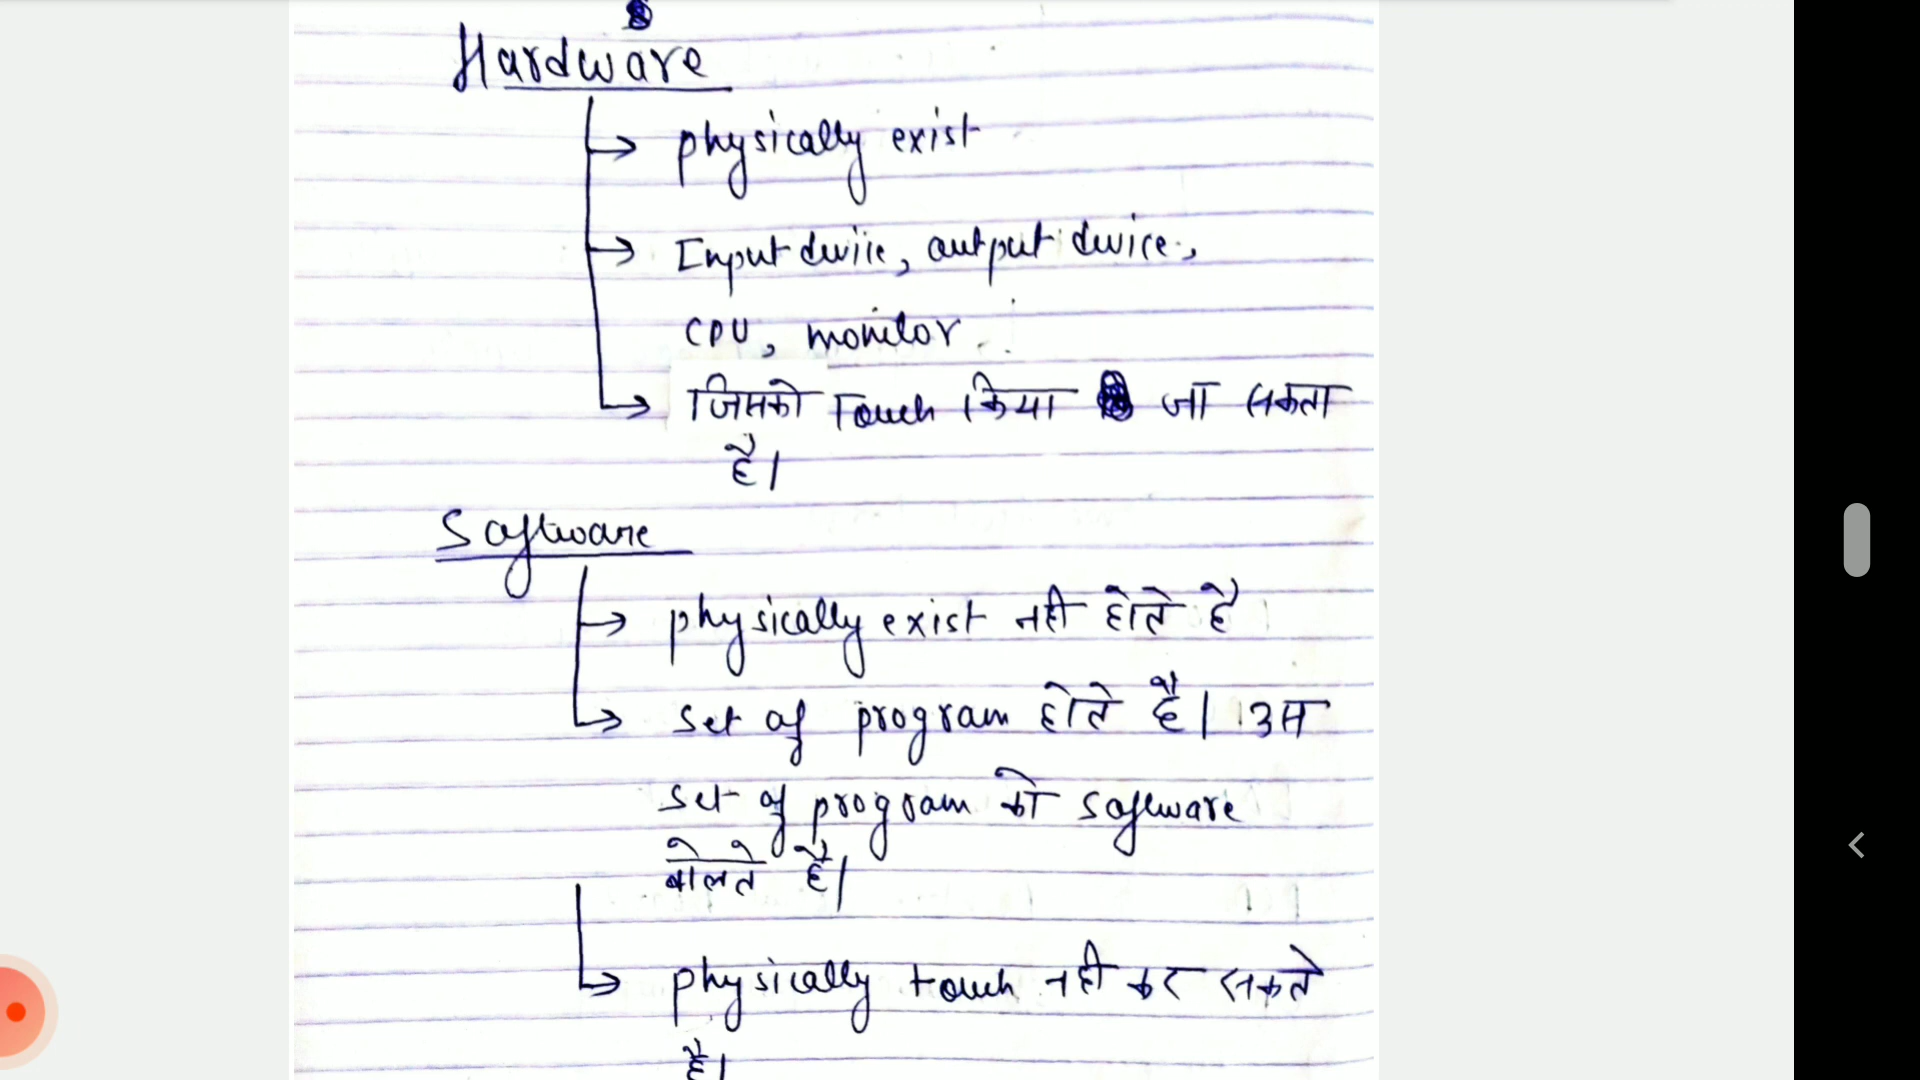 Hardware
physically exist
Input device, output device,
CPU, monitor
जिसको Touch किया जा सकता
है।
Software
physically exist नही होते है
set of program होते है। उस
set of program को software
बोलते है।
physically touch नही कर सकते
है।